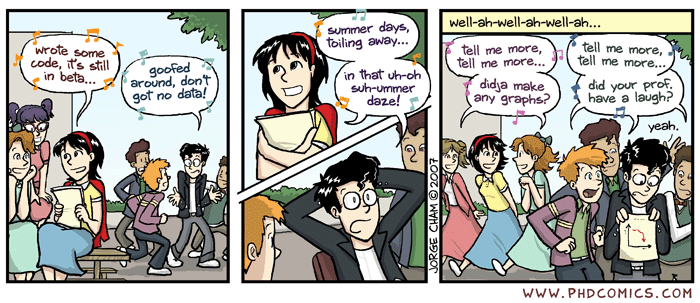 wrote some
code, it's still
in beta...
goofed
around, don't
got no data!
summer days,
toiling away...
in that uh-oh
suh-ummer
daze!
JORGE CHAM © 2007
well-ah-well-ah-well-ah...
tell me more,
tell me more...
didja make
any graphs?
tell me more,
tell me more...
did your prof.
have a laugh?
yeah.
WWW.PHDCOMICS.COM